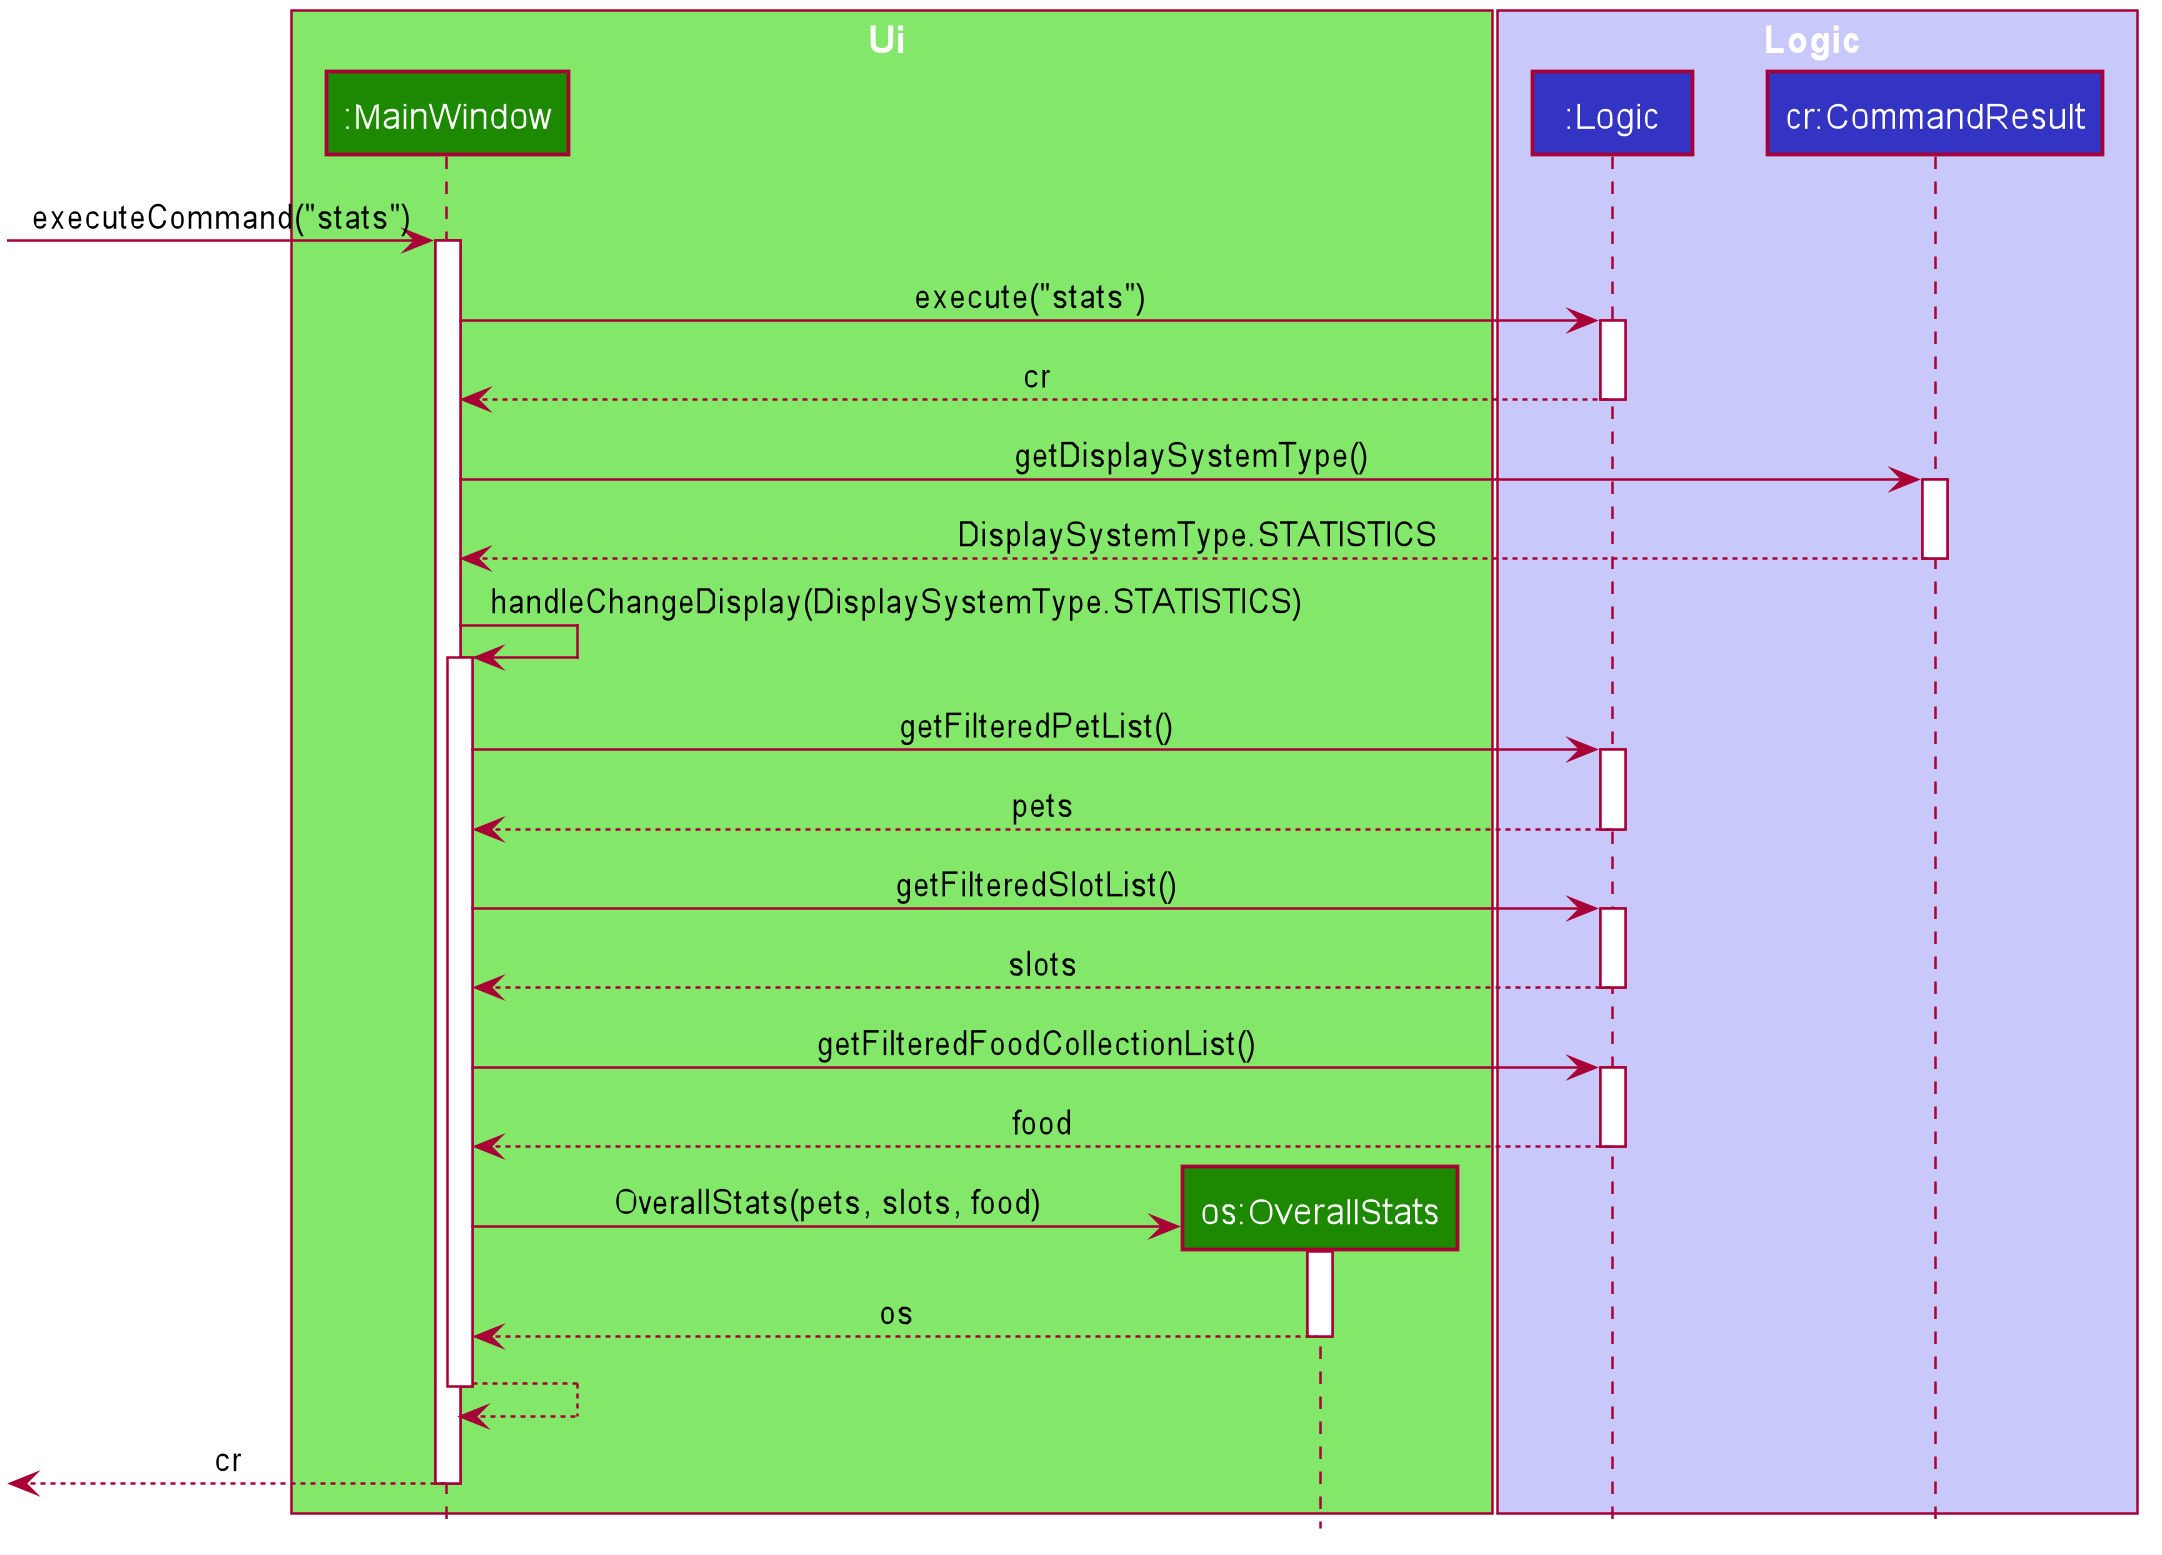 Ui
Logic
:MainWindow
:Logic
cr:CommandResult
executeCommand("stats")
execute("stats")
cr
getDisplaySystemType()
DisplaySystemType.STATISTICS
handleChangeDisplay(DisplaySystemType.STATISTICS)
getFilteredPetList()
pets
getFilteredSlotList()
slots
getFilteredFoodCollectionList()
food
OverallStats(pets, slots, food)
os:OverallStats
os
cr